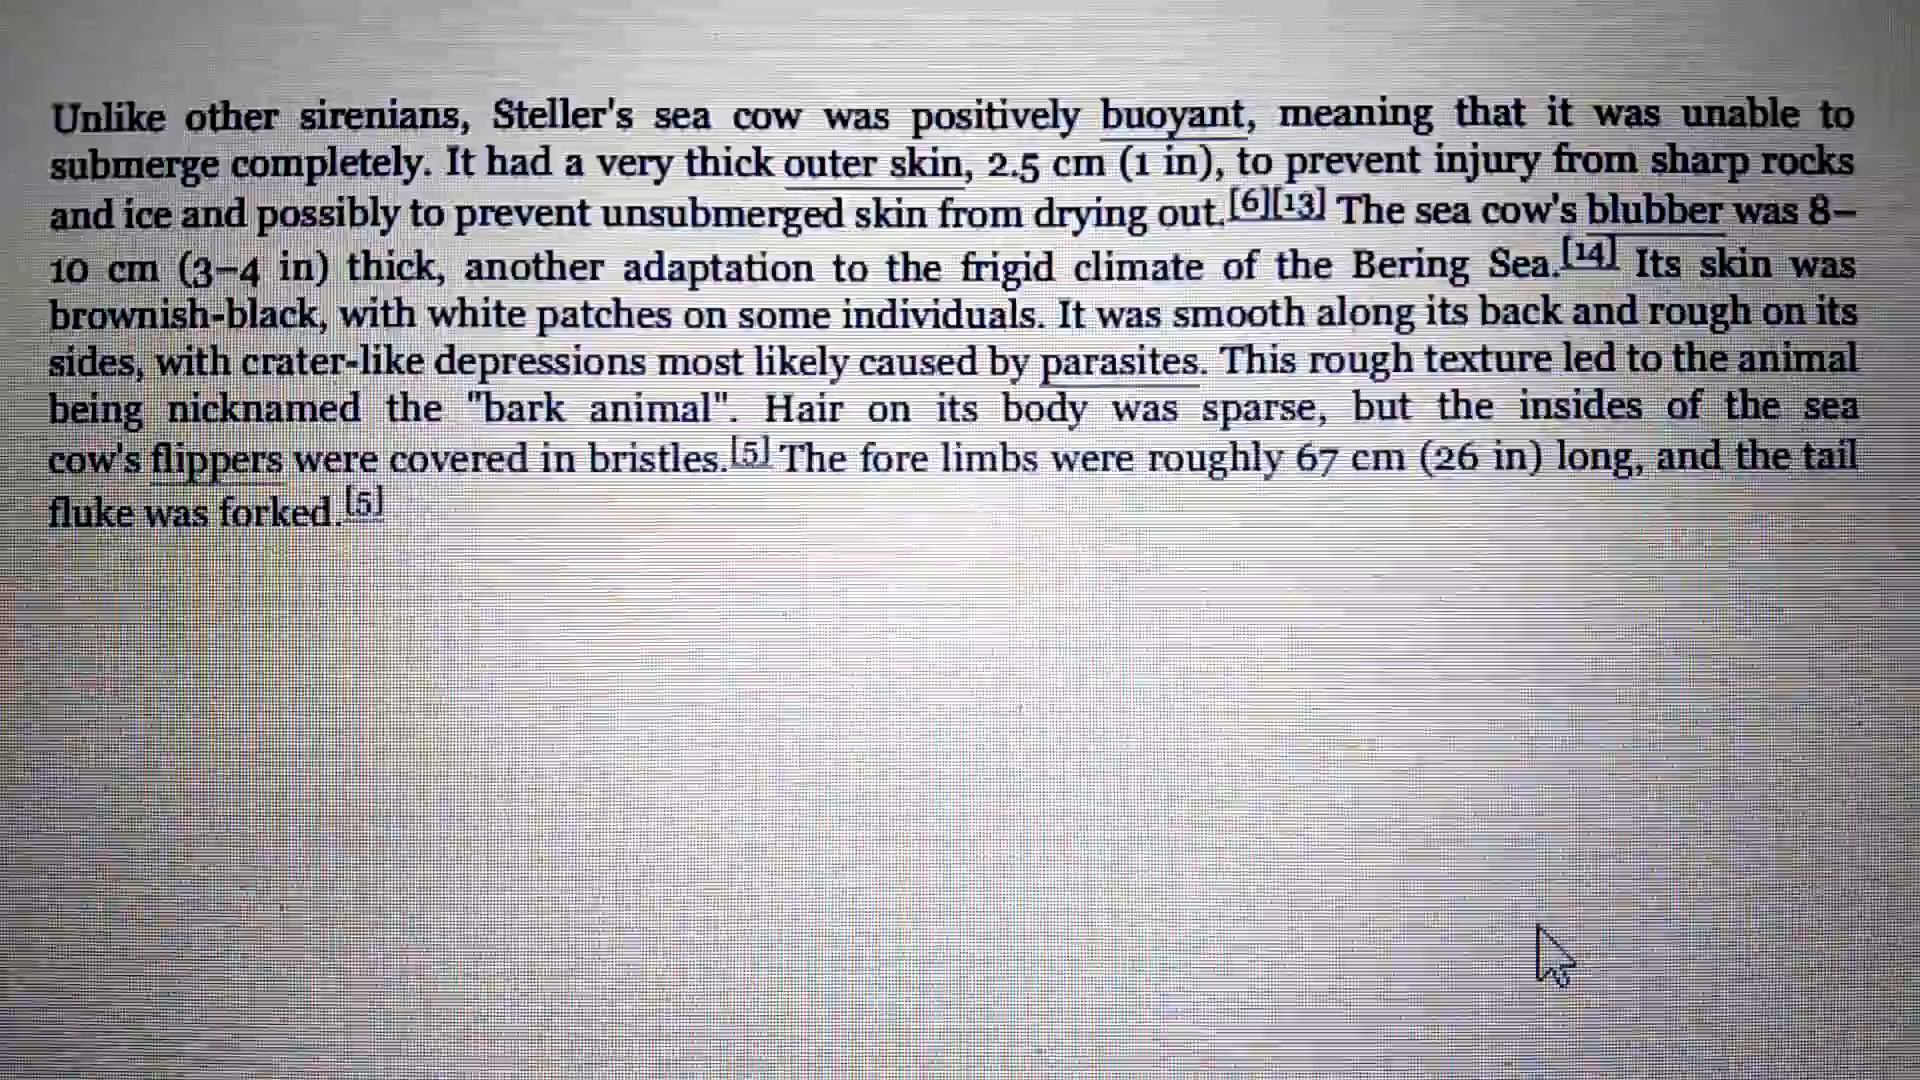 Unlike other sirenians, Steller's sea cow was positively buoyant, meaning that it was unable to
submerge completely. It had a very thick outer skin, 2.5 cm (1 in), to prevent injury from sharp rocks
and ice and possibly to prevent unsubmerged skin from drying out.[6][13] The sea cow's blubber was 8–
10 cm (3–4 in) thick, another adaptation to the frigid climate of the Bering Sea.[14] Its skin was
brownish-black, with white patches on some individuals. It was smooth along its back and rough on its
sides, with crater-like depressions most likely caused by parasites. This rough texture led to the animal
being nicknamed the "bark animal". Hair on its body was sparse, but the insides of the sea
cow's flippers were covered in bristles.[5] The fore limbs were roughly 67 cm (26 in) long, and the tail
fluke was forked.[5]